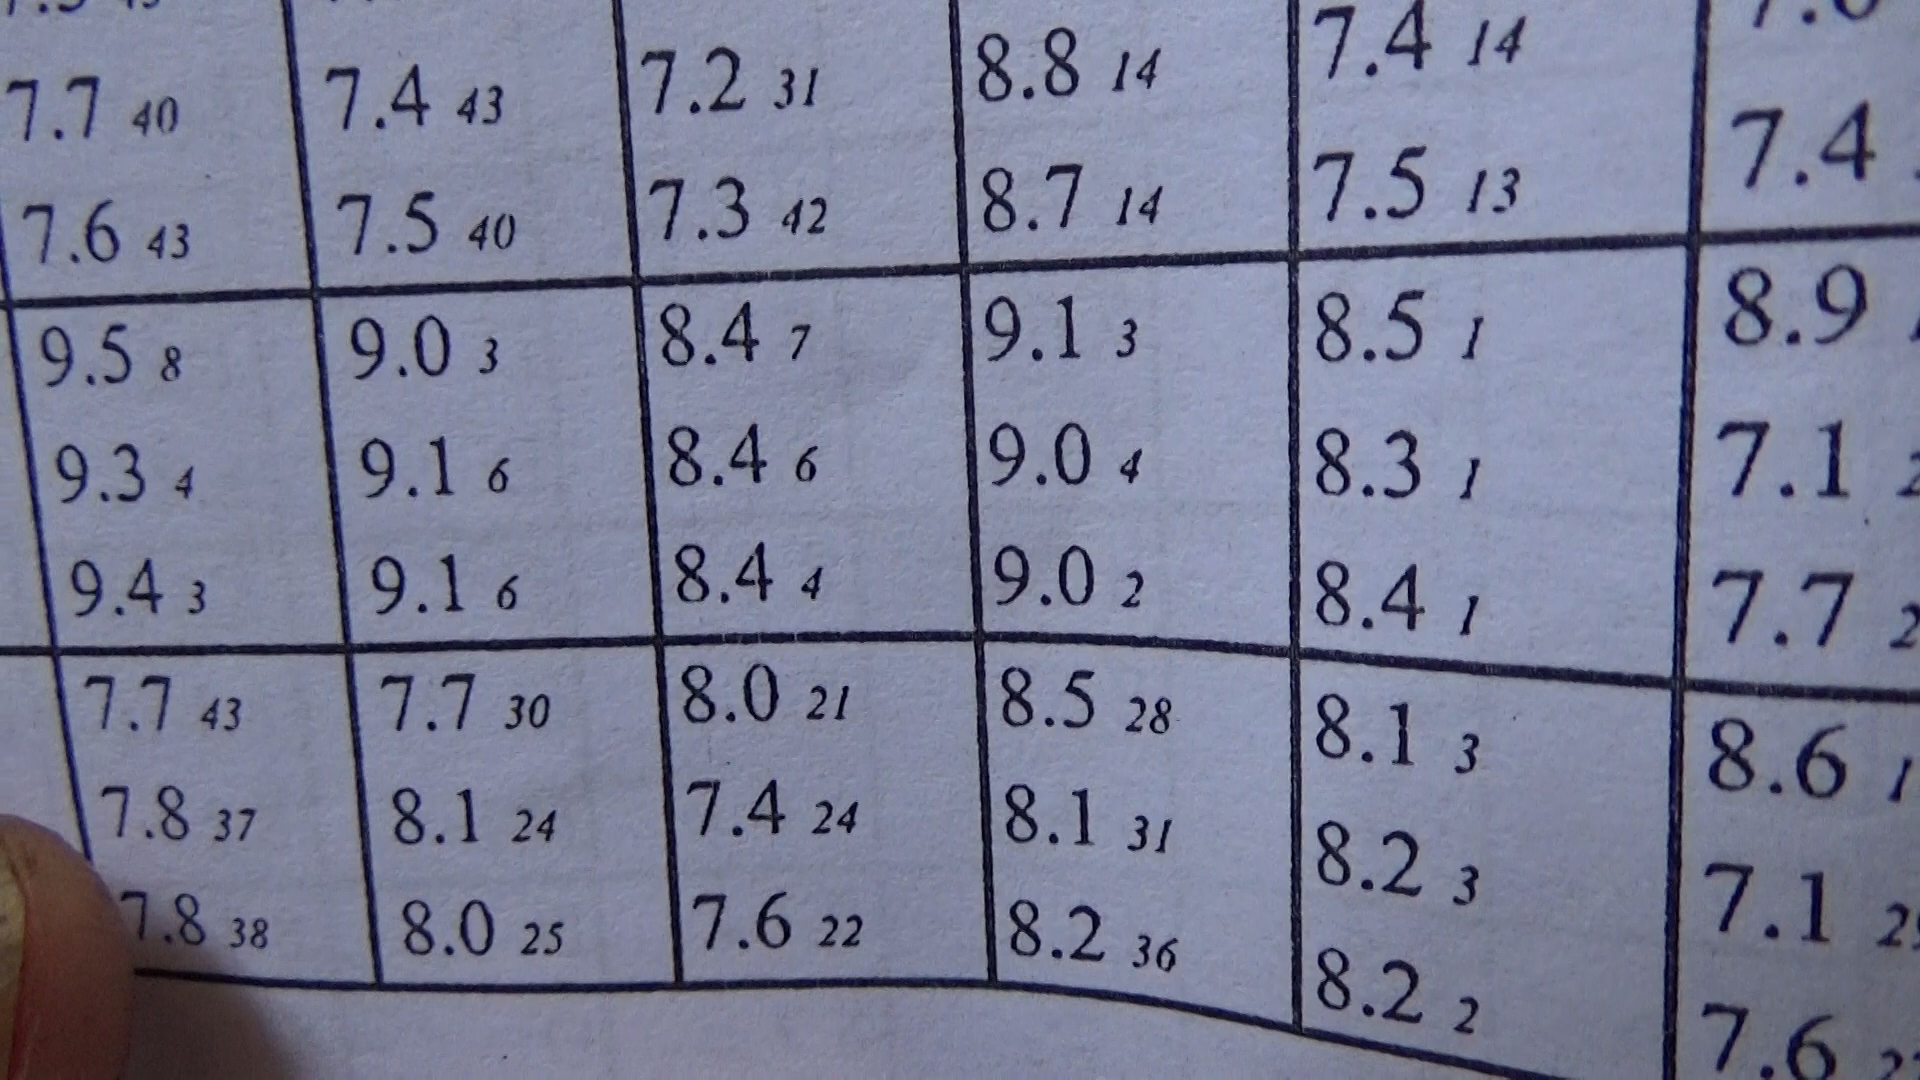 7.7 40 7.4 43 7.2 31 8.8 14 7.4 14
7.6 43 7.5 40 7.3 42 8.7 14 7.5 13 7.4
9.5 8 9.0 3 8.4 7 9.1 3 8.5 1 8.9
9.3 4 9.1 6 8.4 6 9.0 4 8.3 1 7.1
9.4 3 9.1 6 8.4 4 9.0 2 8.4 1 7.7
7.7 43 7.7 30 8.0 21 8.5 28 8.1 3 8.6
7.8 37 8.1 24 7.4 24 8.1 31 8.2 3 7.1
7.8 38 8.0 25 7.6 22 8.2 36 8.2 2 7.6